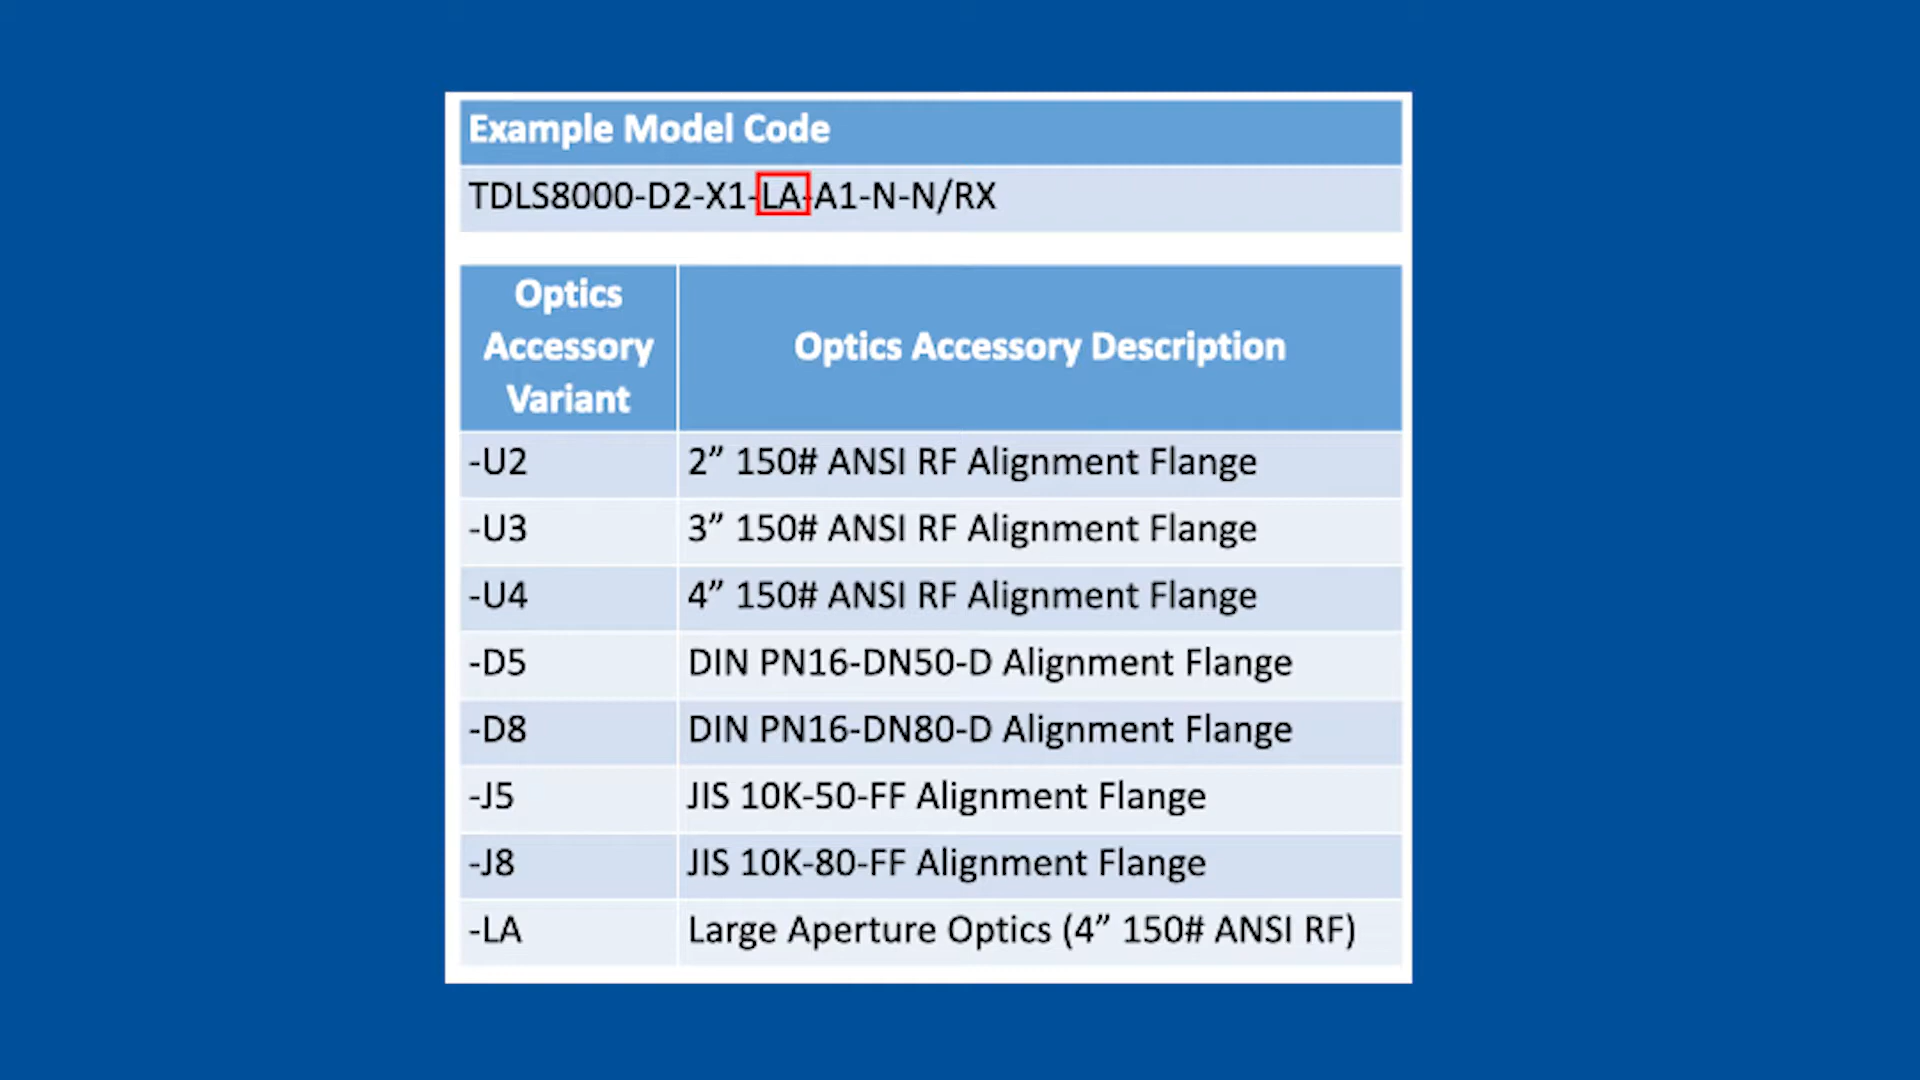 Example Model Code
TDLS8000-D2-X1-LA-A1-N-N/RX
Optics
Accessory
Variant
Optics Accessory Description
-U2 2” 150# ANSI RF Alignment Flange
-U3 3” 150# ANSI RF Alignment Flange
-U4 4” 150# ANSI RF Alignment Flange
-D5 DIN PN16-DN50-D Alignment Flange
-D8 DIN PN16-DN80-D Alignment Flange
-J5 JIS 10K-50-FF Alignment Flange
-J8 JIS 10K-80-FF Alignment Flange
-LA Large Aperture Optics (4” 150# ANSI RF)